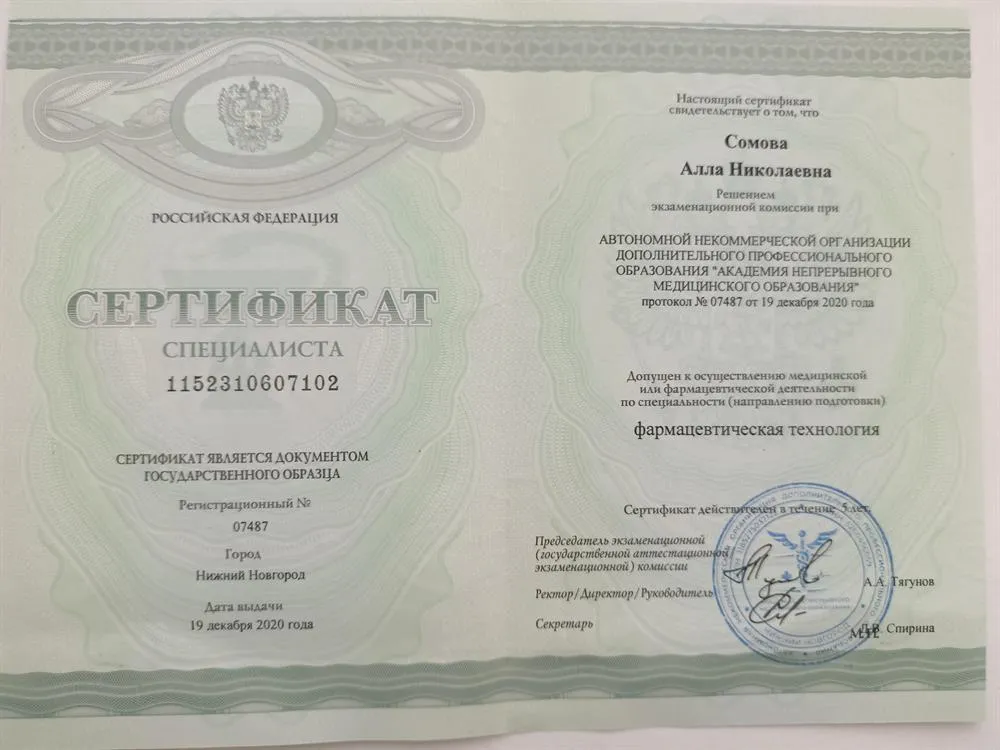 РОССИЙСКАЯ ФЕДЕРАЦИЯ
СЕРТИФИКАТ
СПЕЦИАЛИСТА
1152310607102
СЕРТИФИКАТ ЯВЛЯЕТСЯ ДОКУМЕНТОМ
ГОСУДАРСТВЕННОГО ОБРАЗЦА
Регистрационный №
07487
Город
Нижний Новгород
Дата выдачи
19 декабря 2020 года
Настоящий сертификат
свидетельствует о том, что
Сомова
Алла Николаевна
Решением
экзаменационной комиссии при
АВТОНОМНОЙ НЕКОММЕРЧЕСКОЙ ОРГАНИЗАЦИИ
ДОПОЛНИТЕЛЬНОГО ПРОФЕССИОНАЛЬНОГО
ОБРАЗОВАНИЯ "АКАДЕМИЯ НЕПРЕРЫВНОГО
МЕДИЦИНСКОГО ОБРАЗОВАНИЯ"
протокол № 07487 от 19 декабря 2020 года
Допущен к осуществлению медицинской
или фармацевтической деятельности
по специальности (направлению подготовки)
фармацевтическая технология
Сертификат действителен в течение 5 лет.
Председатель экзаменационной
(государственной аттестационной
экзаменационной) комиссии
А.А. Тягунов
Ректор/Директор/Руководитель
Секретарь
М.П.
Спирина
НИЖНИЙ НОВГОРОД